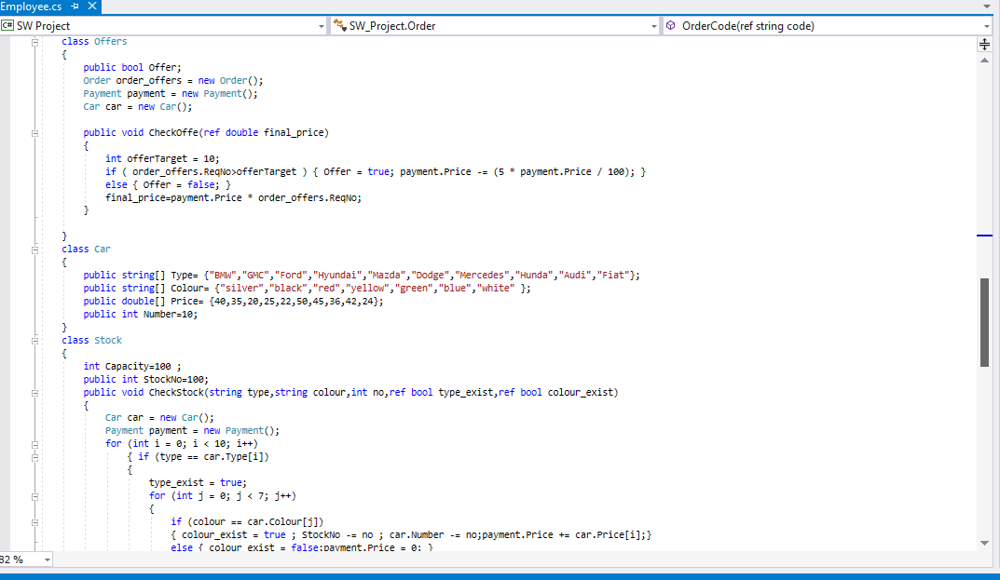 Employee.cs
C# SW Project SW_Project.Order OrderCode(ref string code)
class Offers
{
public bool Offer;
Order order_offers = new Order();
Payment payment = new Payment();
Car car = new Car();
public void CheckOffe(ref double final_price)
{
int offerTarget = 10;
if ( order_offers.ReqNo>offerTarget ) { Offer = true; payment.Price -= (5 * payment.Price / 100); }
else { Offer = false; }
final_price=payment.Price * order_offers.ReqNo;
}
}
class Car
{
public string[] Type= {"BMW","GMC","Ford","Hyundai","Mazda","Dodge","Mercedes","Hunda","Audi","Fiat"};
public string[] Colour= {"silver","black","red","yellow","green","blue","white" };
public double[] Price= {40,35,20,25,22,50,45,36,42,24};
public int Number=10;
}
class Stock
{
int Capacity=100 ;
public int StockNo=100;
public void CheckStock(string type,string colour,int no,ref bool type_exist,ref bool colour_exist)
{
Car car = new Car();
Payment payment = new Payment();
for (int i = 0; i < 10; i++)
{ if (type == car.Type[i])
{
type_exist = true;
for (int j = 0; j < 7; j++)
{
if (colour == car.Colour[j])
{ colour_exist = true ; StockNo -= no ; car.Number -= no;payment.Price += car.Price[i];}
else { colour_exist = false;payment.Price = 0; }
82 %